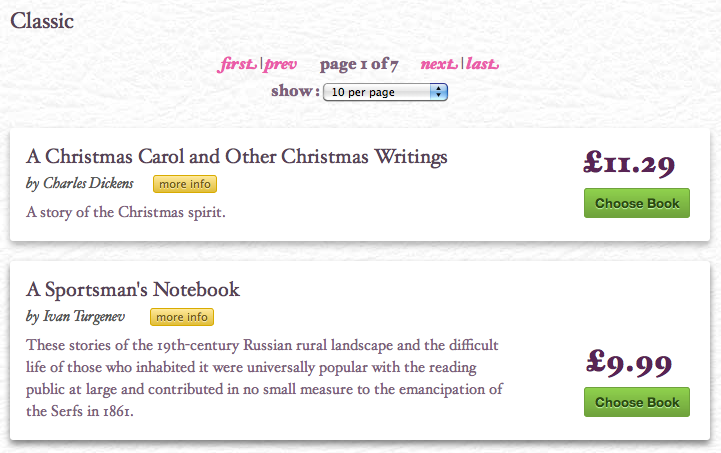 Classic
first | prev page 1 of 7 next | last
show: 10 per page
A Christmas Carol and Other Christmas Writings
£11.29
by Charles Dickens more info
Choose Book
A story of the Christmas spirit.
A Sportsman's Notebook
by Ivan Turgenev more info
These stories of the 19th-century Russian rural landscape and the difficult
life of those who inhabited it were universally popular with the reading
public at large and contributed in no small measure to the emancipation of
the Serfs in 1861.
£9.99
Choose Book